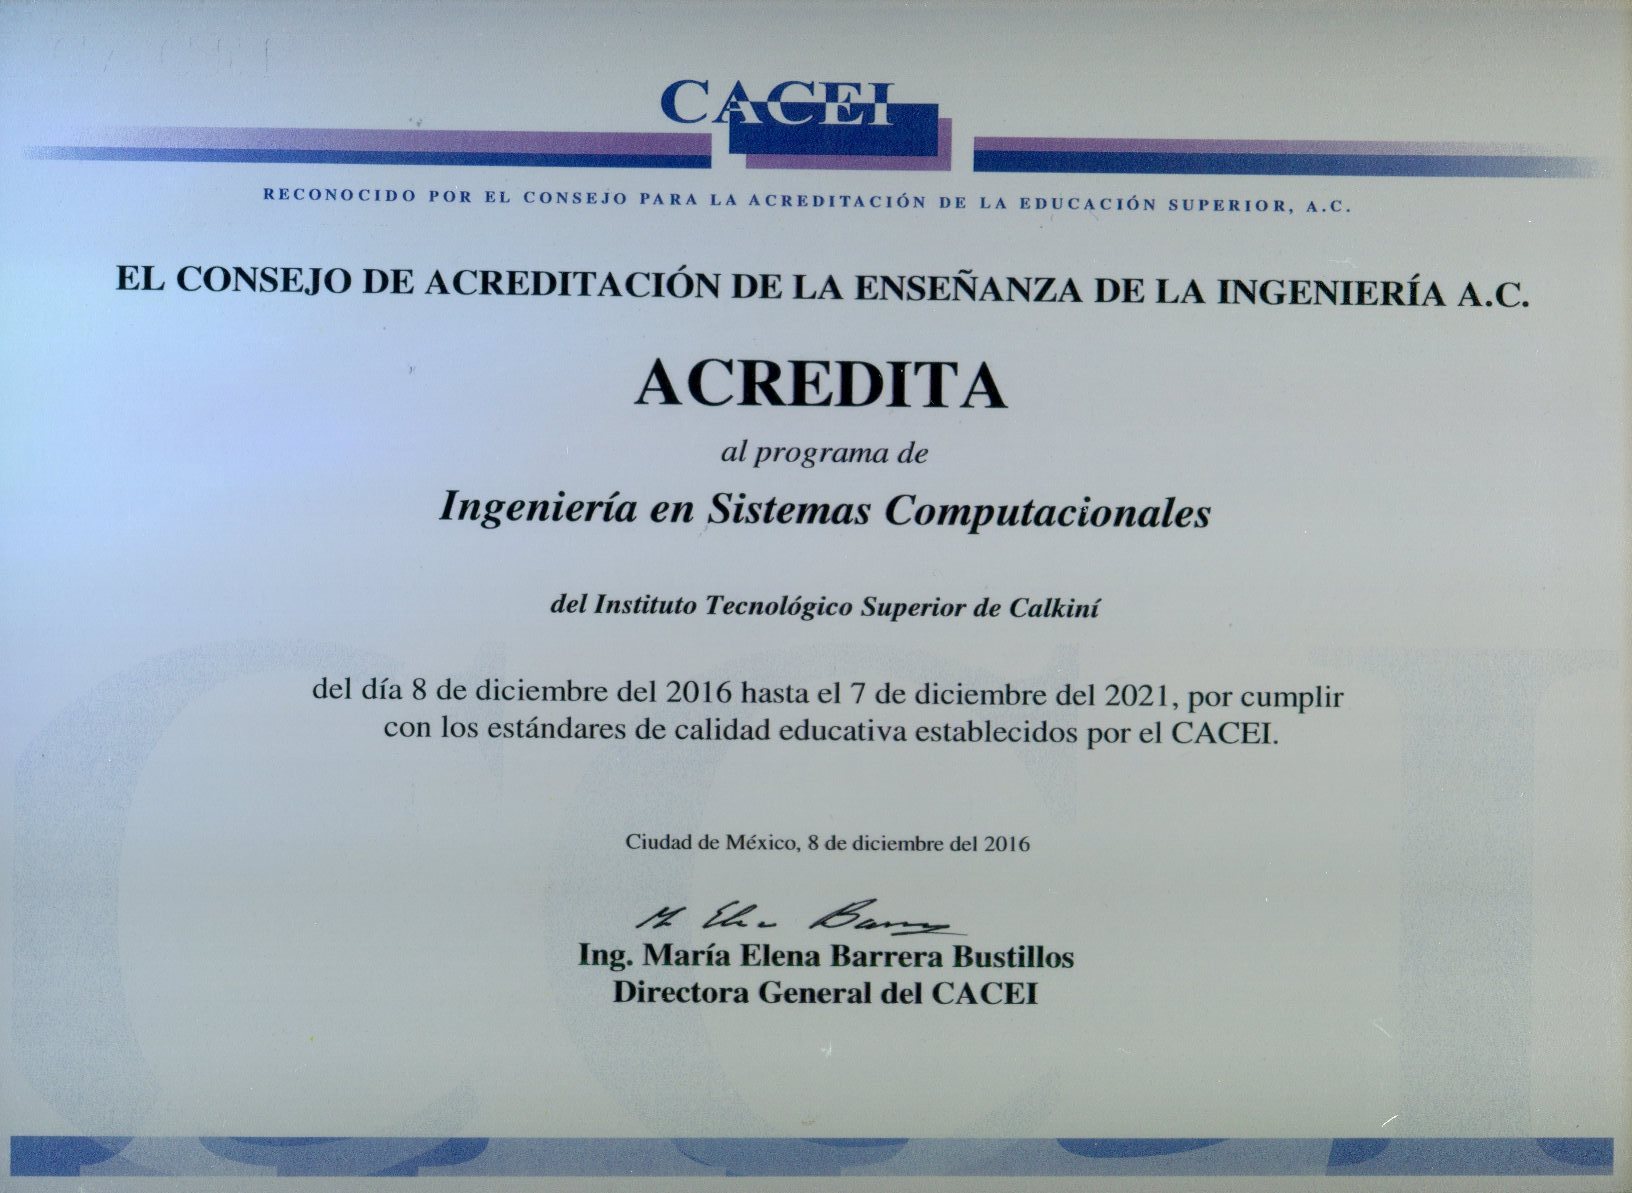 CACEI
RECONOCIDO POR EL CONSEJO PARA LA ACREDITACIÓN DE LA EDUCACIÓN SUPERIOR, A.C.
EL CONSEJO DE ACREDITACIÓN DE LA ENSEÑANZA DE LA INGENIERÍA A.C.
ACREDITA
al programa de
Ingeniería en Sistemas Computacionales
del Instituto Tecnológico Superior de Calkiní
del día 8 de diciembre del 2016 hasta el 7 de diciembre del 2021, por cumplir
con los estándares de calidad educativa establecidos por el CACEI.
Ciudad de México, 8 de diciembre del 2016
Ing. María Elena Barrera Bustillos
Directora General del CACEI